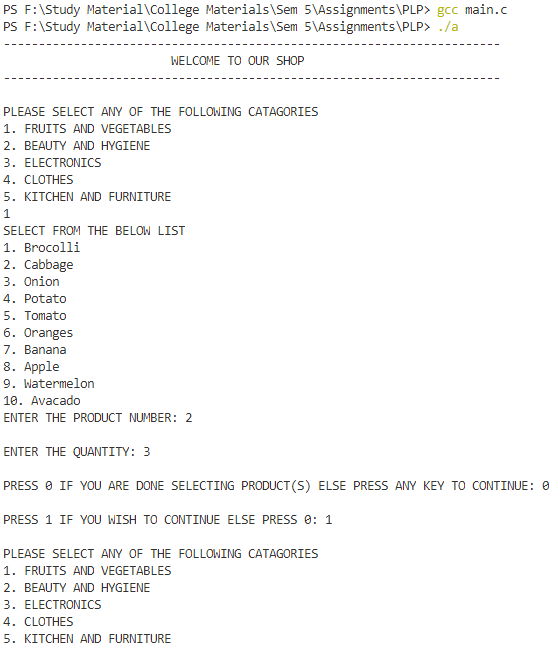 PS F:\Study Material\College Materials\Sem 5\Assignments\PLP> gcc main.c
PS F:\Study Material\College Materials\Sem 5\Assignments\PLP> ./a
-----------------------------------------------------------------------
WELCOME TO OUR SHOP
-----------------------------------------------------------------------
PLEASE SELECT ANY OF THE FOLLOWING CATAGORIES
1. FRUITS AND VEGETABLES
2. BEAUTY AND HYGIENE
3. ELECTRONICS
4. CLOTHES
5. KITCHEN AND FURNITURE
1
SELECT FROM THE BELOW LIST
1. Brocolli
2. Cabbage
3. Onion
4. Potato
5. Tomato
6. Oranges
7. Banana
8. Apple
9. Watermelon
10. Avacado
ENTER THE PRODUCT NUMBER: 2
ENTER THE QUANTITY: 3
PRESS 0 IF YOU ARE DONE SELECTING PRODUCT(S) ELSE PRESS ANY KEY TO CONTINUE: 0
PRESS 1 IF YOU WISH TO CONTINUE ELSE PRESS 0: 1
PLEASE SELECT ANY OF THE FOLLOWING CATAGORIES
1. FRUITS AND VEGETABLES
2. BEAUTY AND HYGIENE
3. ELECTRONICS
4. CLOTHES
5. KITCHEN AND FURNITURE